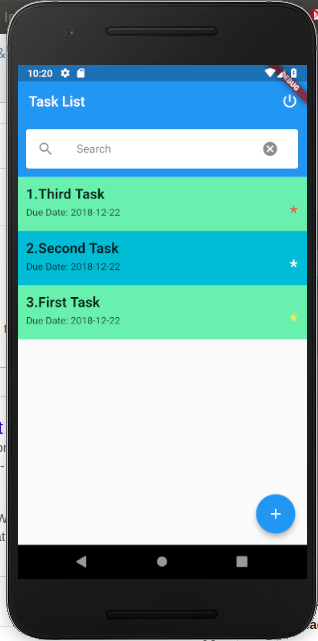 10:20
DEBUG
Task List
Search
1.Third Task
Due Date: 2018-12-22
*
2.Second Task
Due Date: 2018-12-22
*
3.First Task
Due Date: 2018-12-22
*
+